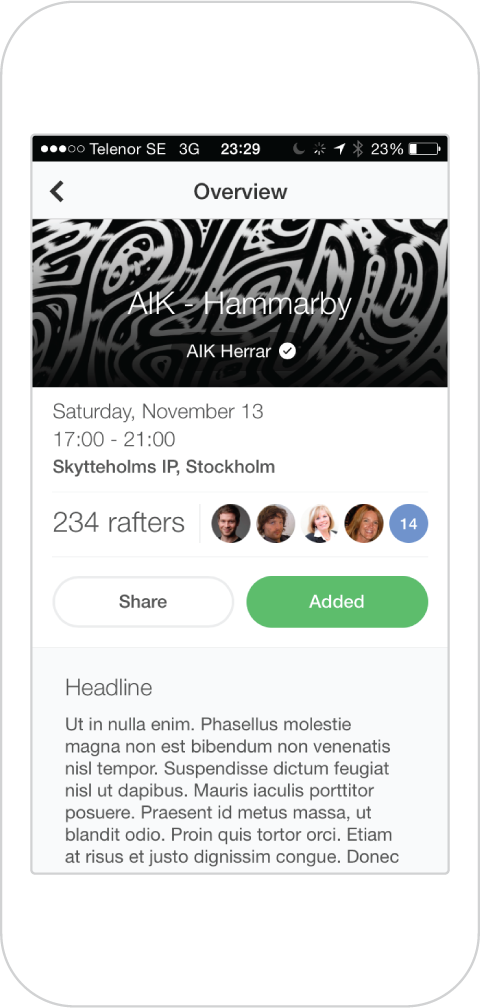 Telenor SE 3G 23:29 23%
Overview
AIK - Hammarby
AIK Herrar
Saturday, November 13
17:00 - 21:00
Skytteholms IP, Stockholm
234 rafters 14
Share Added
Headline
Ut in nulla enim. Phasellus molestie
magna non est bibendum non venenatis
nisl tempor. Suspendisse dictum feugiat
nisl ut dapibus. Mauris iaculis porttitor
posuere. Praesent id metus massa, ut
blandit odio. Proin quis tortor orci. Etiam
at risus et justo dignissim congue. Donec